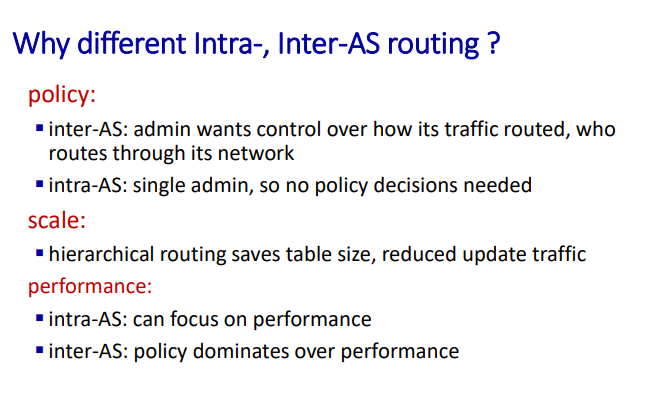 Why different Intra-, Inter-AS routing ?
policy:
▪ inter-AS: admin wants control over how its traffic routed, who
routes through its network
▪ intra-AS: single admin, so no policy decisions needed
scale:
▪ hierarchical routing saves table size, reduced update traffic
performance:
▪ intra-AS: can focus on performance
▪ inter-AS: policy dominates over performance